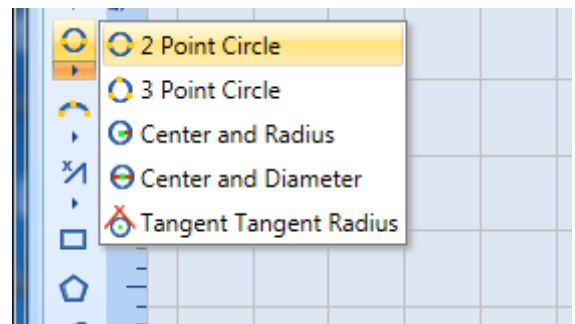 2 Point Circle
3 Point Circle
Center and Radius
Center and Diameter
Tangent Tangent Radius